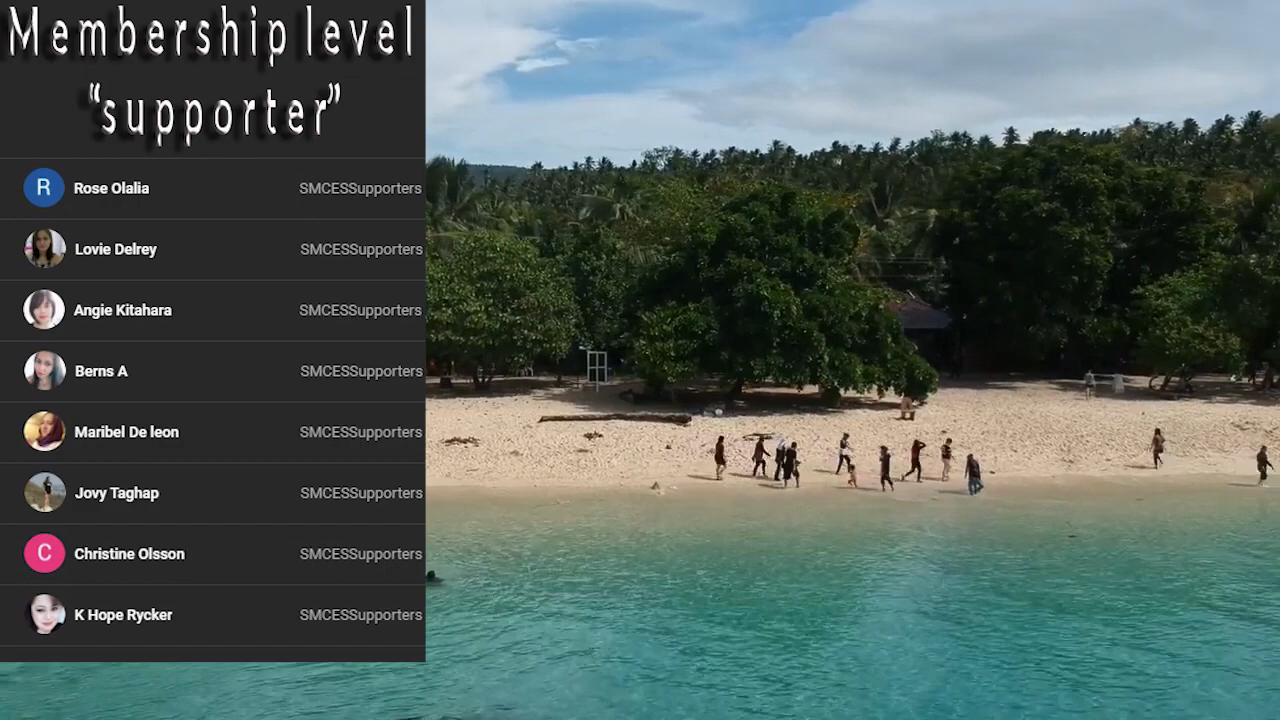 Membership level
“supporter”
R Rose Olalia SMCESSupporters
Lovie Delrey SMCESSupporters
Angie Kitahara SMCESSupporters
Berns A SMCESSupporters
Maribel De leon SMCESSupporters
Jovy Taghap SMCESSupporters
C Christine Olsson SMCESSupporters
K Hope Rycker SMCESSupporters